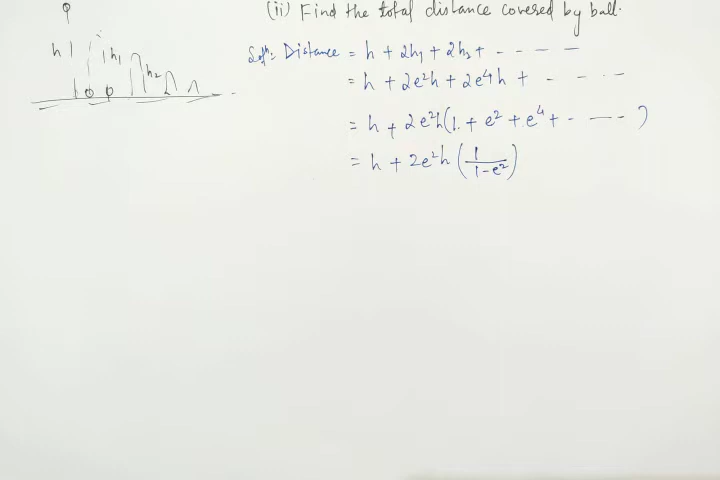 (ii) Find the total distance covered by ball.
h h₁ h₂
Solⁿ: Distance = h + 2h₁ + 2h₂ + - - - -
= h + 2e²h + 2e⁴h + - - - -
= h + 2e²h(1 + e² + e⁴ + - - - - )
= h + 2e²h (1/(1-e²))